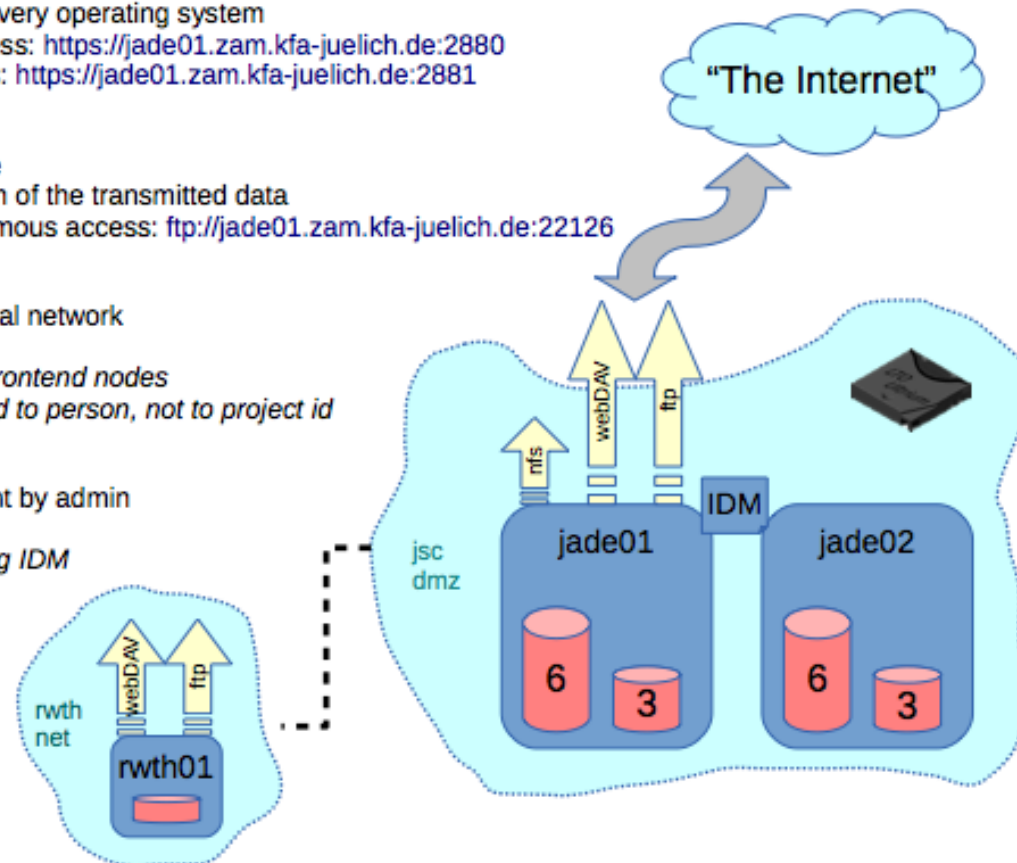 very operating system
ss: https://jade01.zam.kfa-juelich.de:2880
: https://jade01.zam.kfa-juelich.de:2881
"The Internet"
of the transmitted data
mous access: ftp://jade01.zam.kfa-juelich.de:22126
al network
rontend nodes
d to person, not to project id
nt by admin
g IDM
webDAV
ftp
nfs
LTO
Ultrium
IDM
jade01
jade02
jsc
dmz
6
3
6
3
webDAV
ftp
rwth
net
rwth01